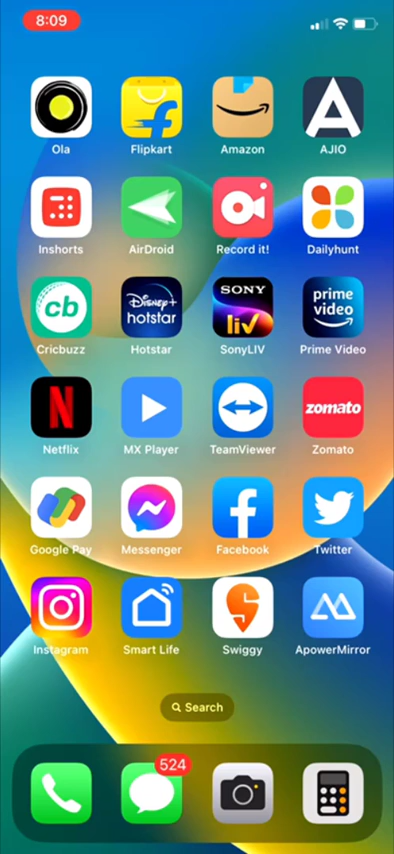 8:09
Ola Flipkart Amazon AJIO
Inshorts AirDroid Record it! Dailyhunt
cb Disney+ hotstar SONY liv prime video
Cricbuzz Hotstar SonyLIV Prime Video
N zomato
Netflix MX Player TeamViewer Zomato
Google Pay Messenger Facebook Twitter
Instagram Smart Life Swiggy ApowerMirror
Search
524